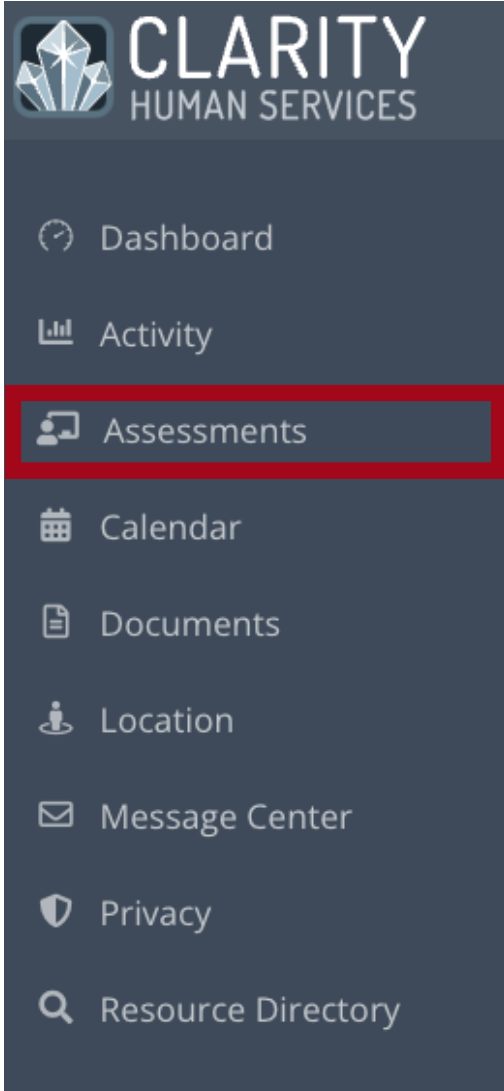 CLARITY
HUMAN SERVICES
Dashboard
Activity
Assessments
Calendar
Documents
Location
Message Center
Privacy
Resource Directory